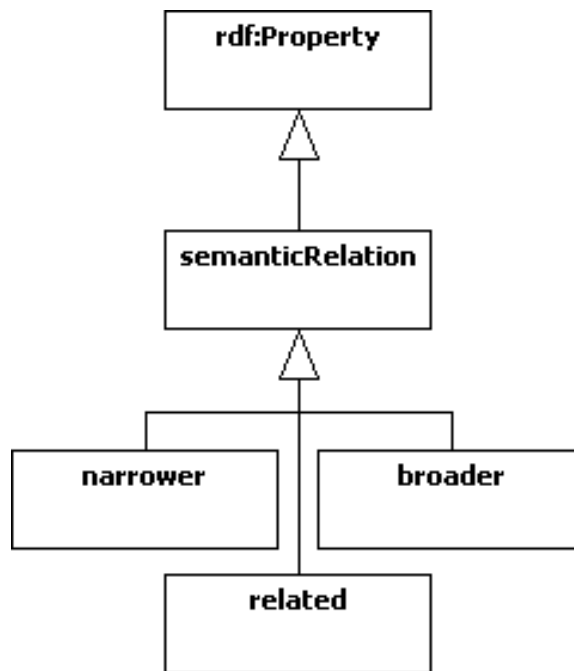 rdf:Property
semanticRelation
narrower
broader
related